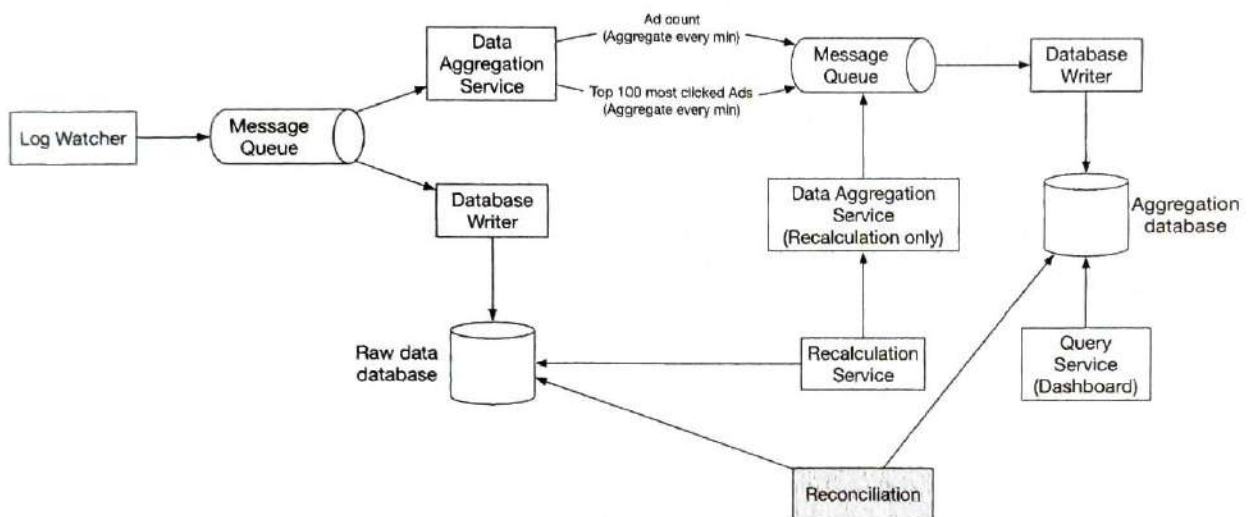 Log Watcher
Message
Queue
Data
Aggregation
Service
Database
Writer
Raw data
database
Ad count
(Aggregate every min)
Top 100 most clicked Ads
(Aggregate every min)
Message
Queue
Database
Writer
Data Aggregation
Service
(Recalculation only)
Aggregation
database
Recalculation
Service
Query
Service
(Dashboard)
Reconciliation